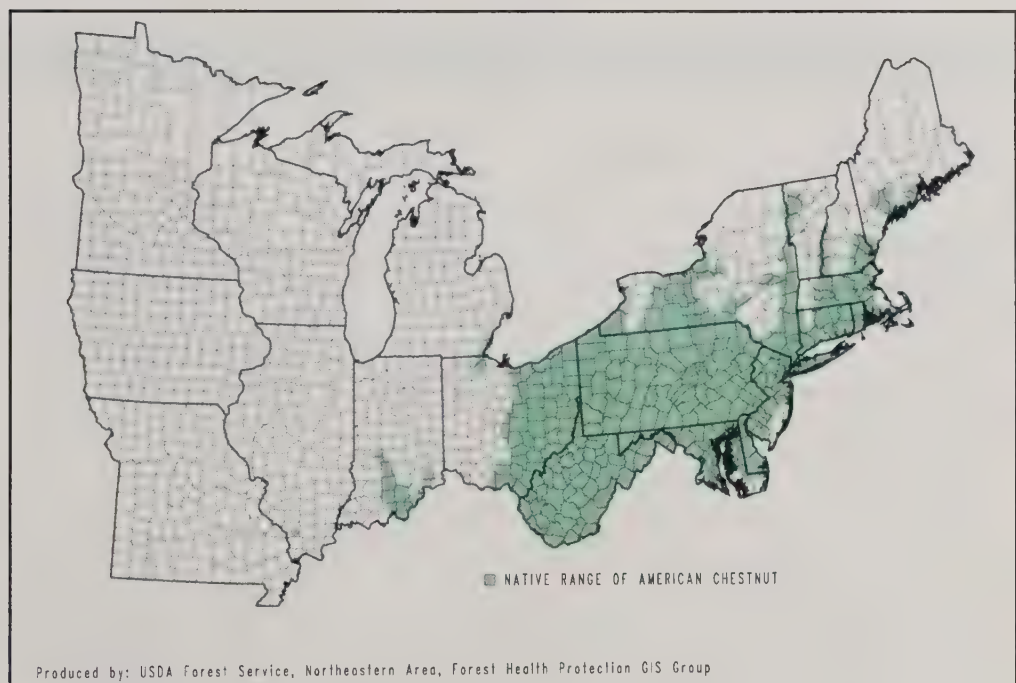 NATIVE RANGE OF AMERICAN CHESTNUT
Produced by: USDA Forest Service, Northeastern Area, Forest Health Protection GIS Group